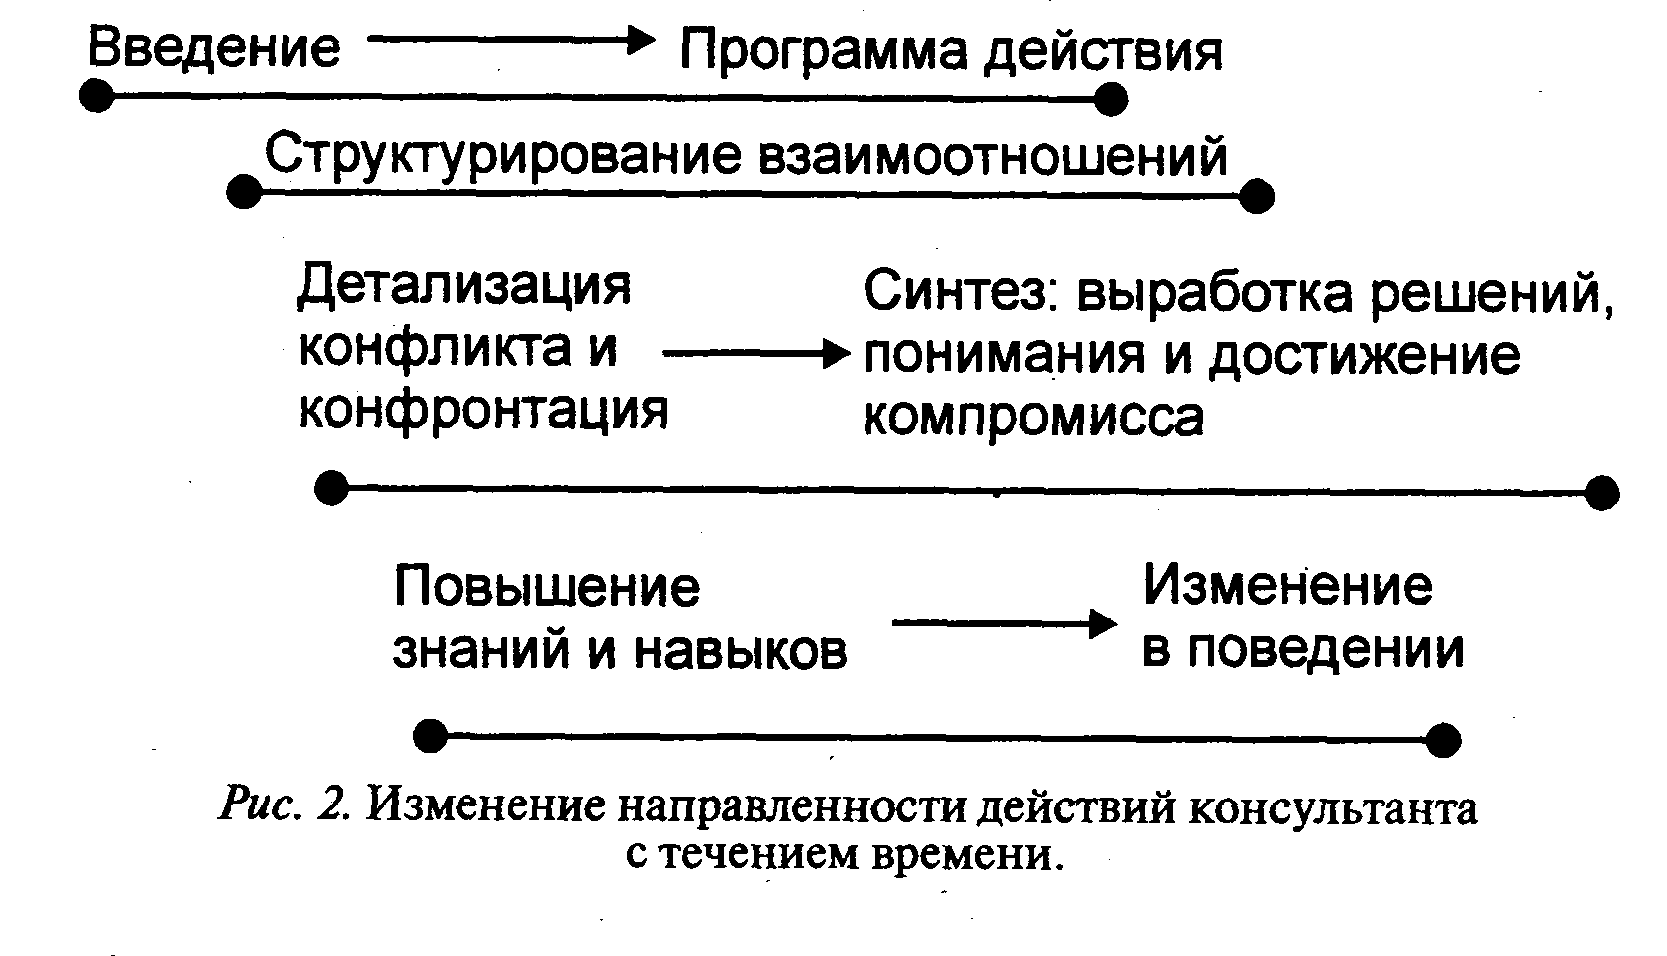 Введение
Программа действия
Структурирование взаимоотношений
Детализация
конфликта и
конфронтация
Синтез: выработка решений,
понимания и достижение
компромисса
Повышение
знаний и навыков
Изменение
в поведении
Рис. 2. Изменение направленности действий консультанта
с течением времени.